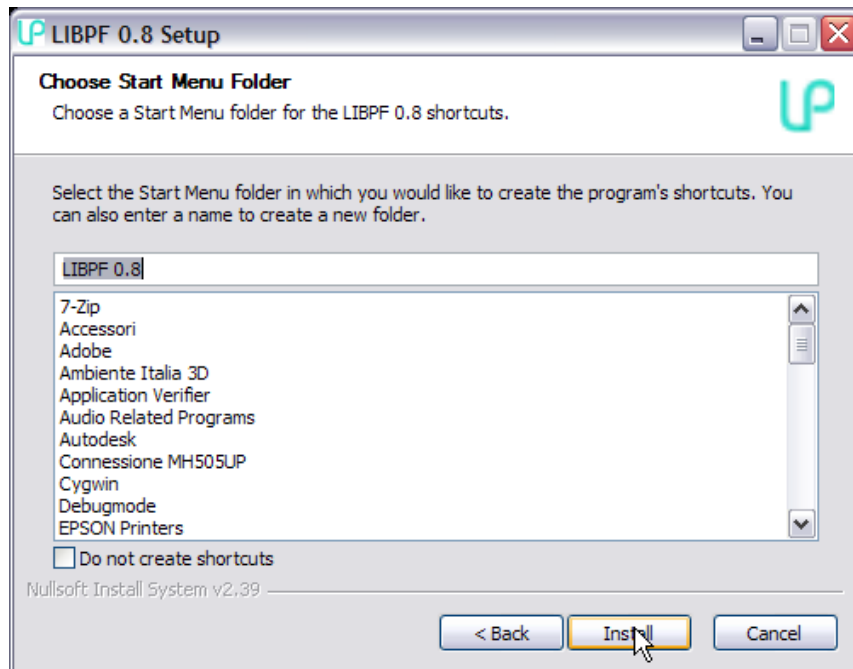 LIBPF 0.8 Setup
Choose Start Menu Folder
Choose a Start Menu folder for the LIBPF 0.8 shortcuts.
UP
Select the Start Menu folder in which you would like to create the program's shortcuts. You
can also enter a name to create a new folder.
LIBPF 0.8
7-Zip
Accessori
Adobe
Ambiente Italia 3D
Application Verifier
Audio Related Programs
Autodesk
Connessione MH505UP
Cygwin
Debugmode
EPSON Printers
Do not create shortcuts
Nullsoft Install System v2.39
< Back
Install
Cancel